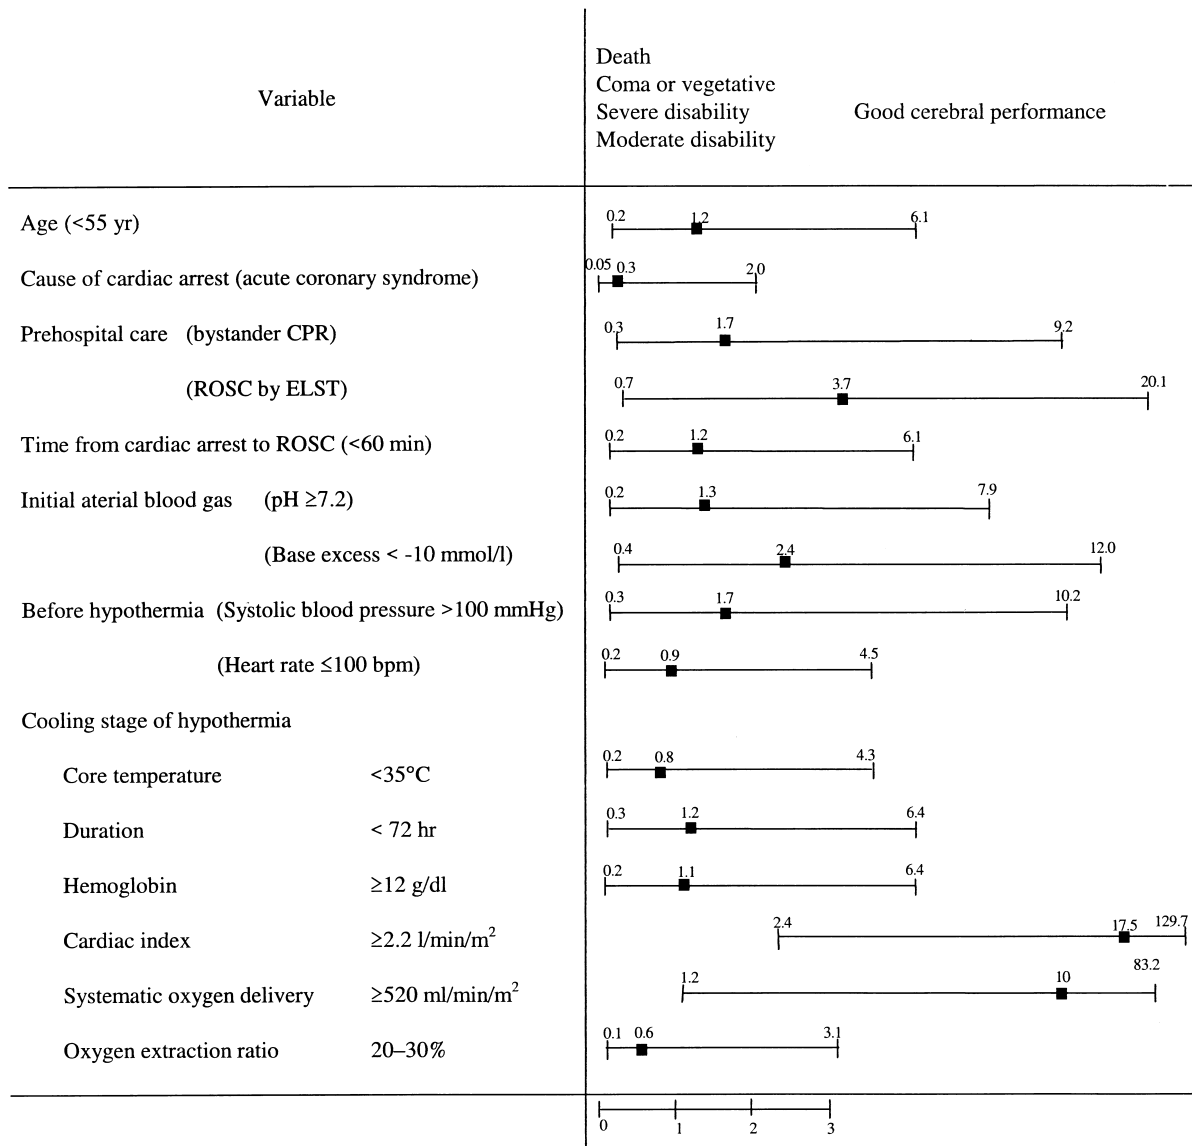 Variable
Death
Coma or vegetative
Severe disability
Moderate disability
Good cerebral performance
Age (<55 yr)
0.2 1.2 6.1
Cause of cardiac arrest (acute coronary syndrome)
0.05 0.3 2.0
Prehospital care (bystander CPR)
0.3 1.7 9.2
(ROSC by ELST)
0.7 3.7 20.1
Time from cardiac arrest to ROSC (<60 min)
0.2 1.2 6.1
Initial aterial blood gas (pH ≥7.2)
0.2 1.3 7.9
(Base excess < -10 mmol/l)
0.4 2.4 12.0
Before hypothermia (Systolic blood pressure >100 mmHg)
0.3 1.7 10.2
(Heart rate ≤100 bpm)
0.2 0.9 4.5
Cooling stage of hypothermia
Core temperature <35°C
0.2 0.8 4.3
Duration < 72 hr
0.3 1.2 6.4
Hemoglobin ≥12 g/dl
0.2 1.1 6.4
Cardiac index ≥2.2 l/min/m²
2.4 17.5 129.7
Systematic oxygen delivery ≥520 ml/min/m²
1.2 10 83.2
Oxygen extraction ratio 20–30%
0.1 0.6 3.1
0 1 2 3